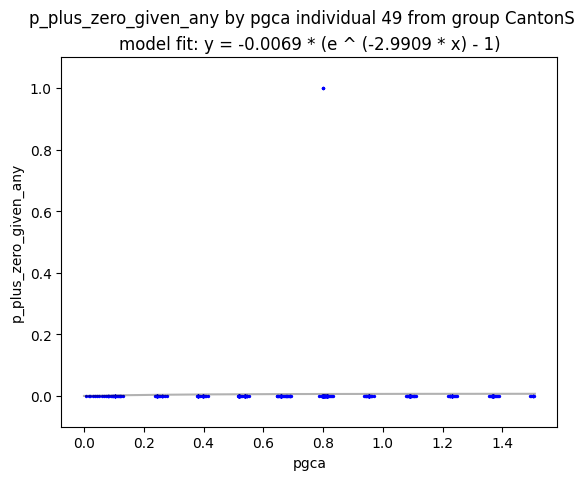 p_plus_zero_given_any by pgca individual 49 from group CantonS
model fit: y = -0.0069 * (e ^ (-2.9909 * x) - 1)
p_plus_zero_given_any
1.0
0.8
0.6
0.4
0.2
0.0
0.0 0.2 0.4 0.6 0.8 1.0 1.2 1.4
pgca